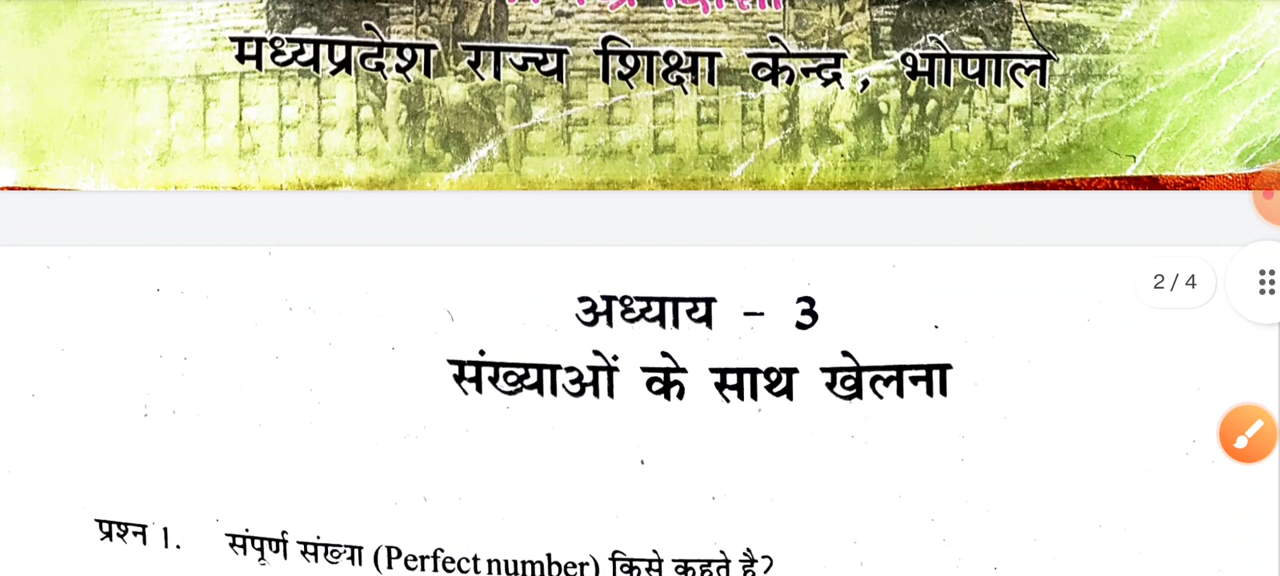 मध्यप्रदेश राज्य शिक्षा केन्द्र, भोपाल
2 / 4
अध्याय - 3
संख्याओं के साथ खेलना
प्रश्न 1. संपूर्ण संख्या (Perfect number) किसे कहते है?